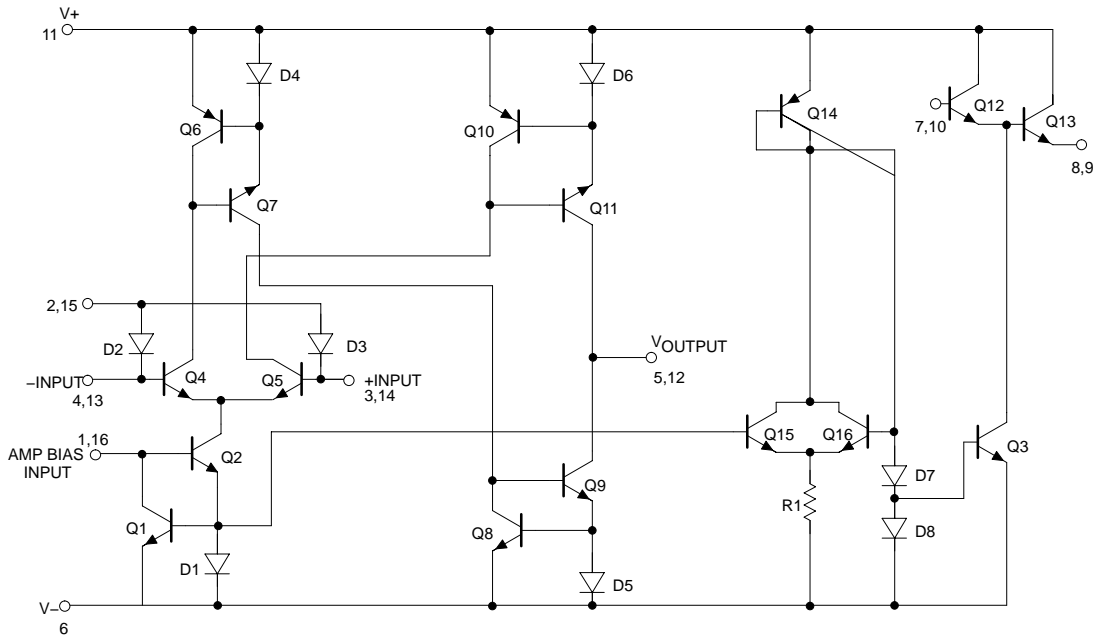 V+
11
D4
D6
Q6
Q10
Q14
Q12
7,10
Q13
8,9
Q7
Q11
2,15
D2
D3
VOUTPUT
5,12
–INPUT
4,13
Q4
Q5
+INPUT
3,14
1,16
AMP BIAS
INPUT
Q2
Q15
Q16
Q3
Q9
D7
R1
Q1
Q8
D8
D1
D5
V–
6